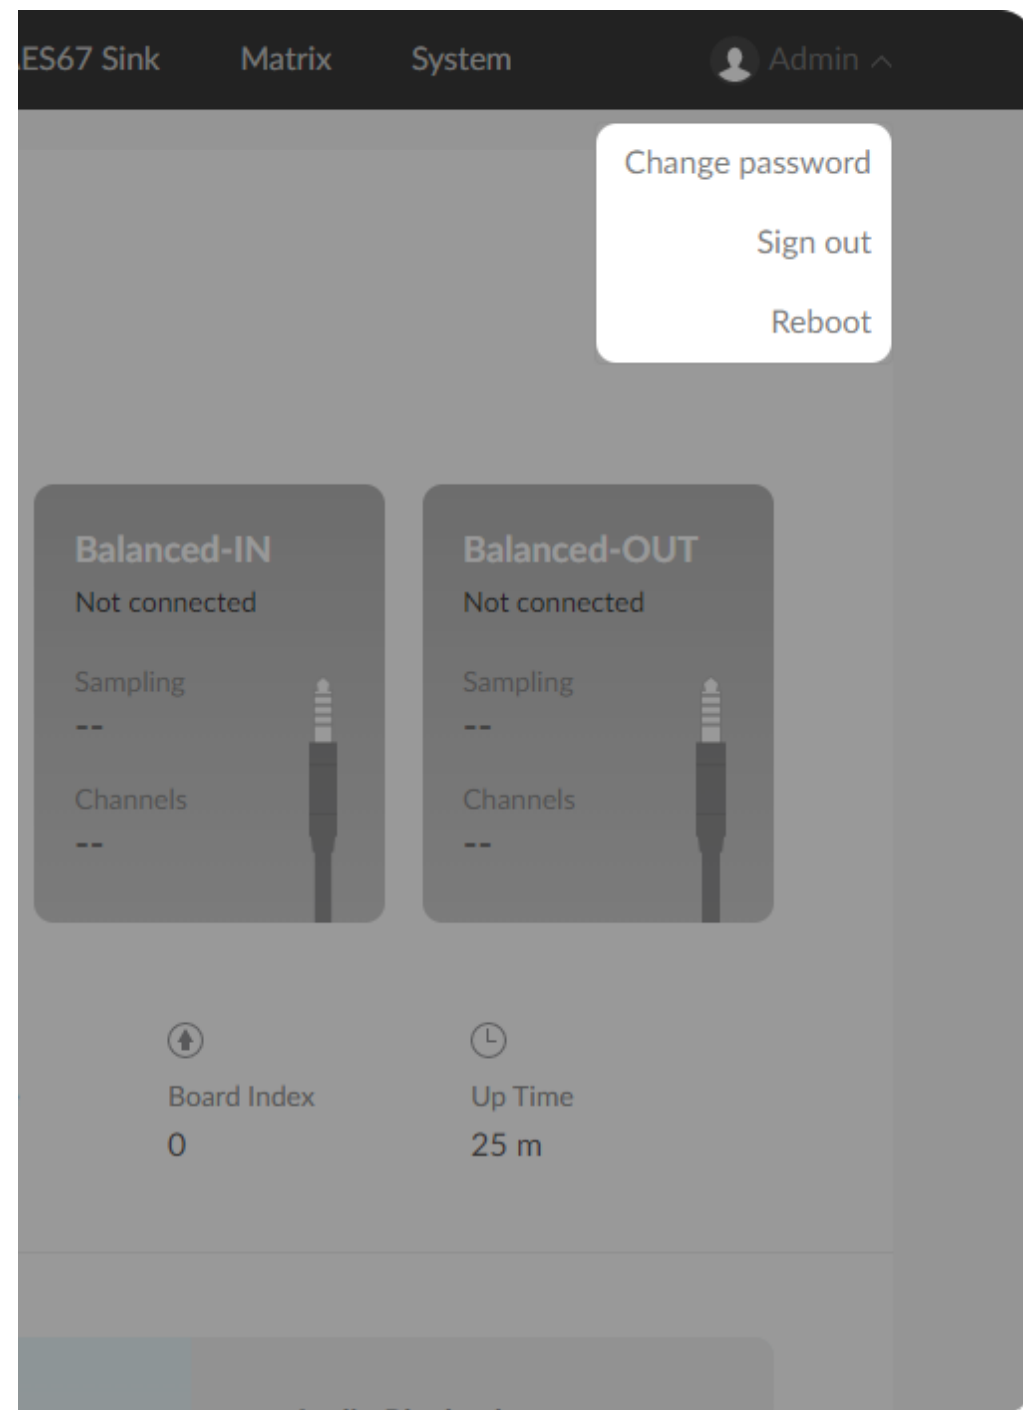 .ES67 Sink Matrix System Admin
Change password
Sign out
Reboot
Balanced-IN Balanced-OUT
Not connected Not connected
Sampling Sampling
-- --
Channels Channels
-- --
Board Index Up Time
0 25 m